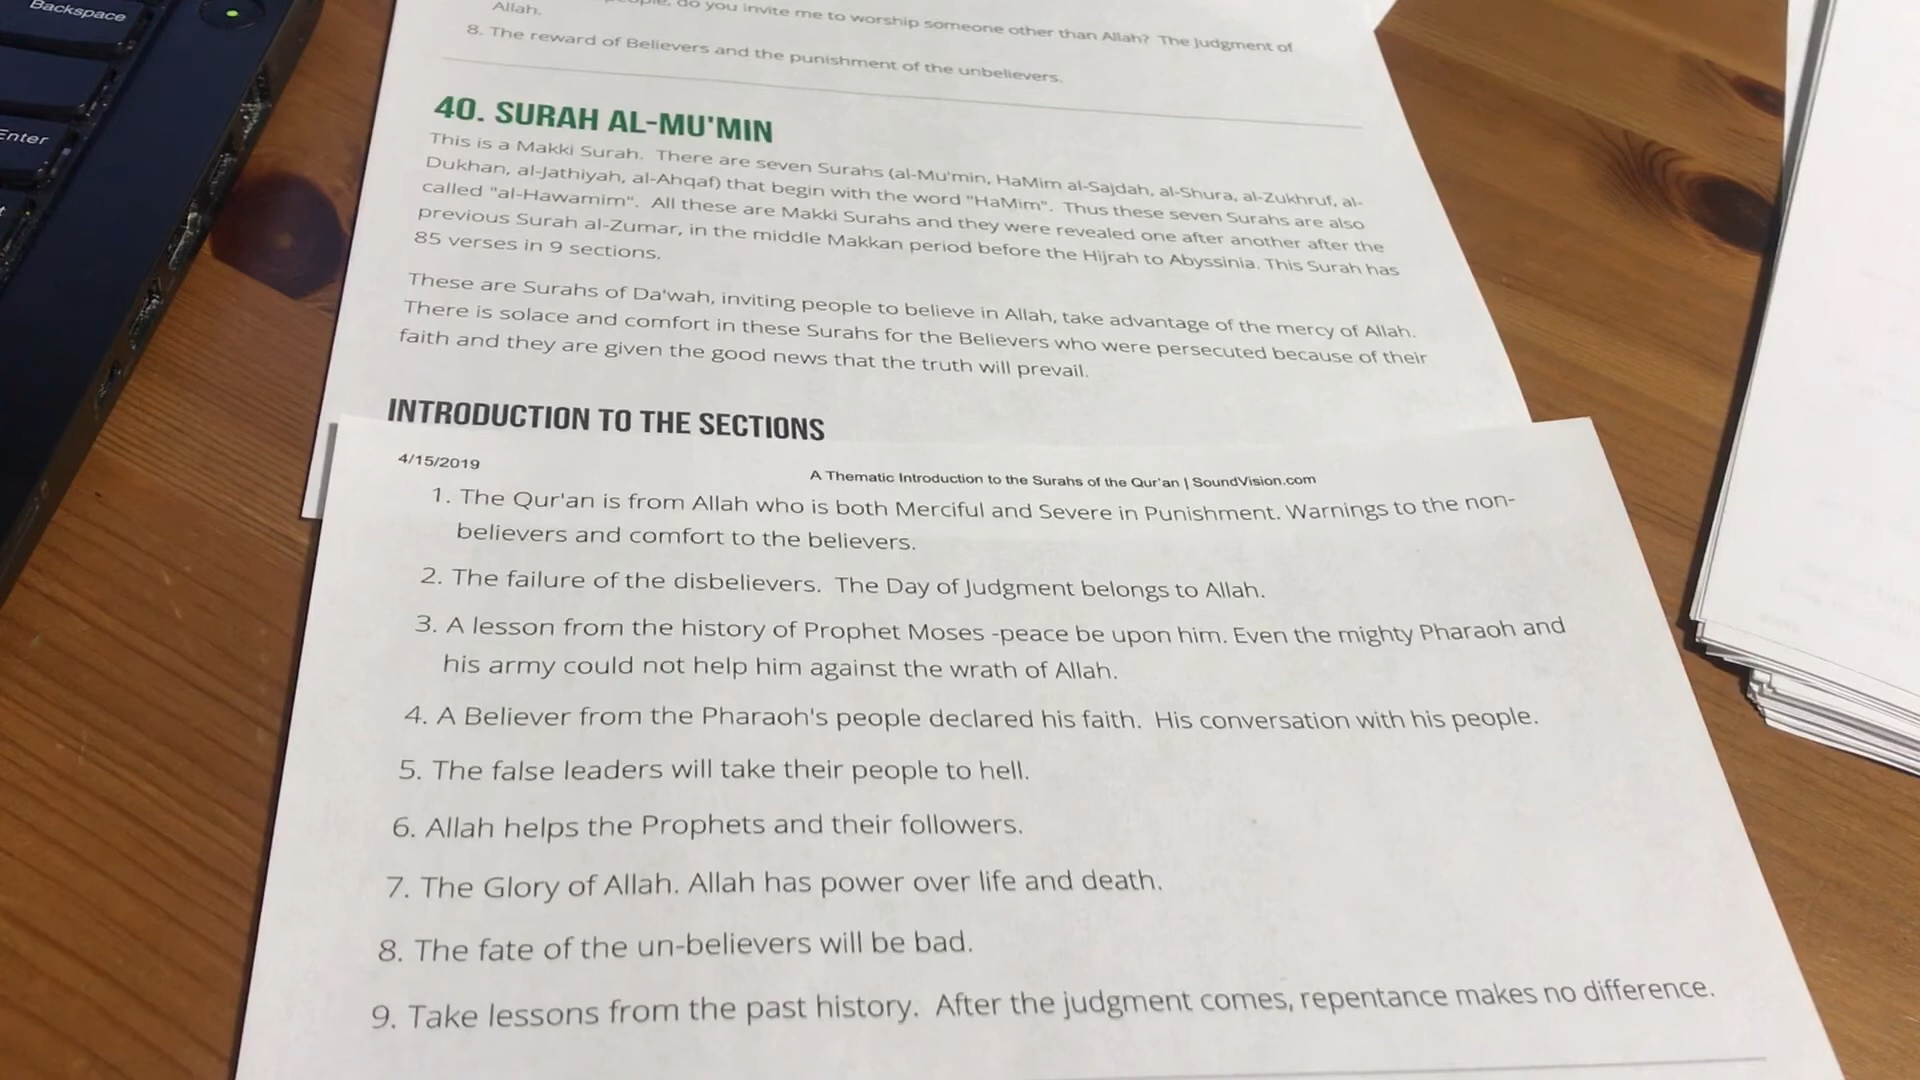 Backspace
Enter
do you invite me to worship someone other than Allah? The Judgment of
Allah.
8. The reward of Believers and the punishment of the unbelievers.
40. SURAH AL-MU'MIN
This is a Makki Surah. There are seven Surahs (al-Mu'min, HaMim al-Sajdah, al-Shura, al-Zukhruf, al-
Dukhan, al-Jathiyah, al-Ahqaf) that begin with the word "HaMim". Thus these seven Surahs are also
called "al-Hawamim". All these are Makki Surahs and they were revealed one after another after the
previous Surah al-Zumar, in the middle Makkan period before the Hijrah to Abyssinia. This Surah has
85 verses in 9 sections.
These are Surahs of Da'wah, inviting people to believe in Allah, take advantage of the mercy of Allah.
There is solace and comfort in these Surahs for the Believers who were persecuted because of their
faith and they are given the good news that the truth will prevail.
INTRODUCTION TO THE SECTIONS
4/15/2019
A Thematic Introduction to the Surahs of the Qur'an | SoundVision.com
1. The Qur'an is from Allah who is both Merciful and Severe in Punishment. Warnings to the non-
believers and comfort to the believers.
2. The failure of the disbelievers. The Day of Judgment belongs to Allah.
3. A lesson from the history of Prophet Moses -peace be upon him. Even the mighty Pharaoh and
his army could not help him against the wrath of Allah.
4. A Believer from the Pharaoh's people declared his faith. His conversation with his people.
5. The false leaders will take their people to hell.
6. Allah helps the Prophets and their followers.
7. The Glory of Allah. Allah has power over life and death.
8. The fate of the un-believers will be bad.
9. Take lessons from the past history. After the judgment comes, repentance makes no difference.